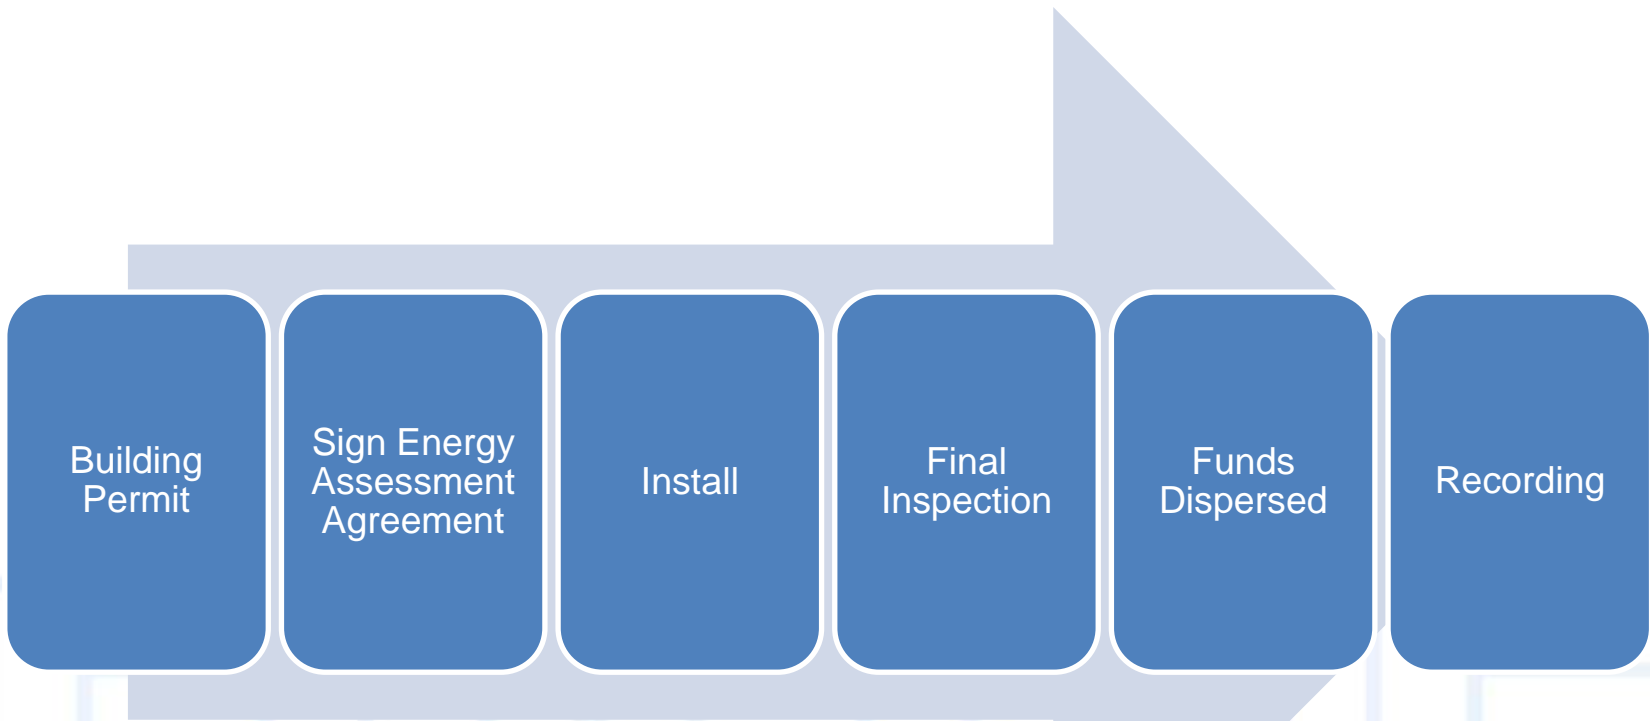 Building
Permit
Sign Energy
Assessment
Agreement
Install
Final
Inspection
Funds
Dispersed
Recording